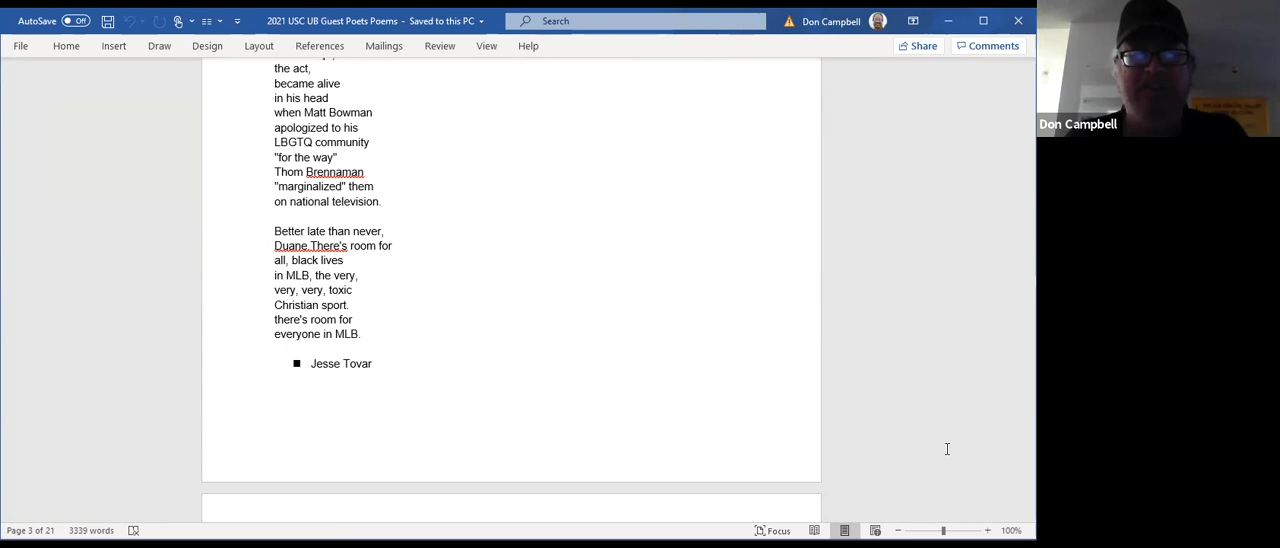 AutoSave Off 2021 USC UB Guest Poets Poems - Saved to this PC Search Don Campbell
File Home Insert Draw Design Layout References Mailings Review View Help Share Comments
the act,
became alive
in his head
when Matt Bowman
apologized to his
LBGTQ community
"for the way"
Thom Brennaman
"marginalized" them
on national television.
Better late than never,
Duane.There's room for
all, black lives
in MLB, the very,
very, very, toxic
Christian sport.
there's room for
everyone in MLB.
■ Jesse Tovar
Page 3 of 21 3339 words Focus 100%
Don Campbell